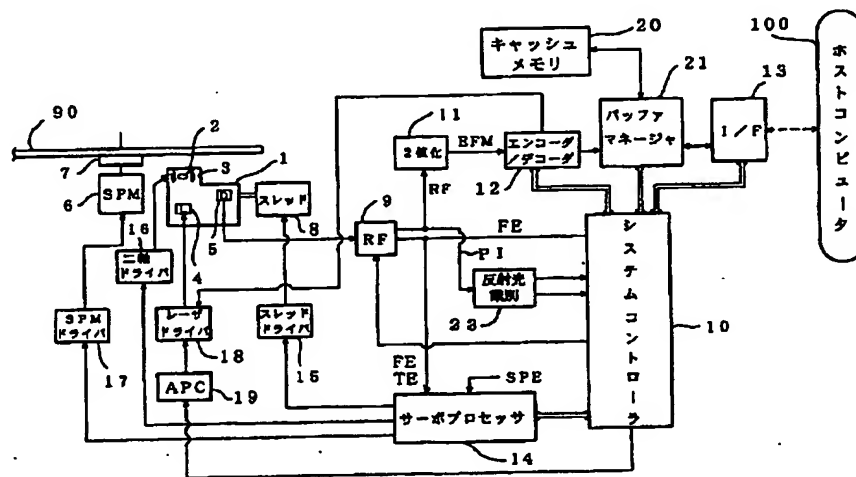 20
キャッシュ
メモリ
100
ホストコンピュータ
21
バッファ
マネージャ
13
I/F
11
2値化
EFM
エンコーダ
/デコーダ
12
RF
90
2
3
1
7
SPM
6
スレッド
8
5
4
16
二軸
ドライバ
9
RF
FE
PI
反射光
識別
22
システムコントローラ
10
SPM
ドライバ
17
レーザ
ドライバ
18
スレッド
ドライバ
15
APC
19
FE
TE
SPE
サーボプロセッサ
14